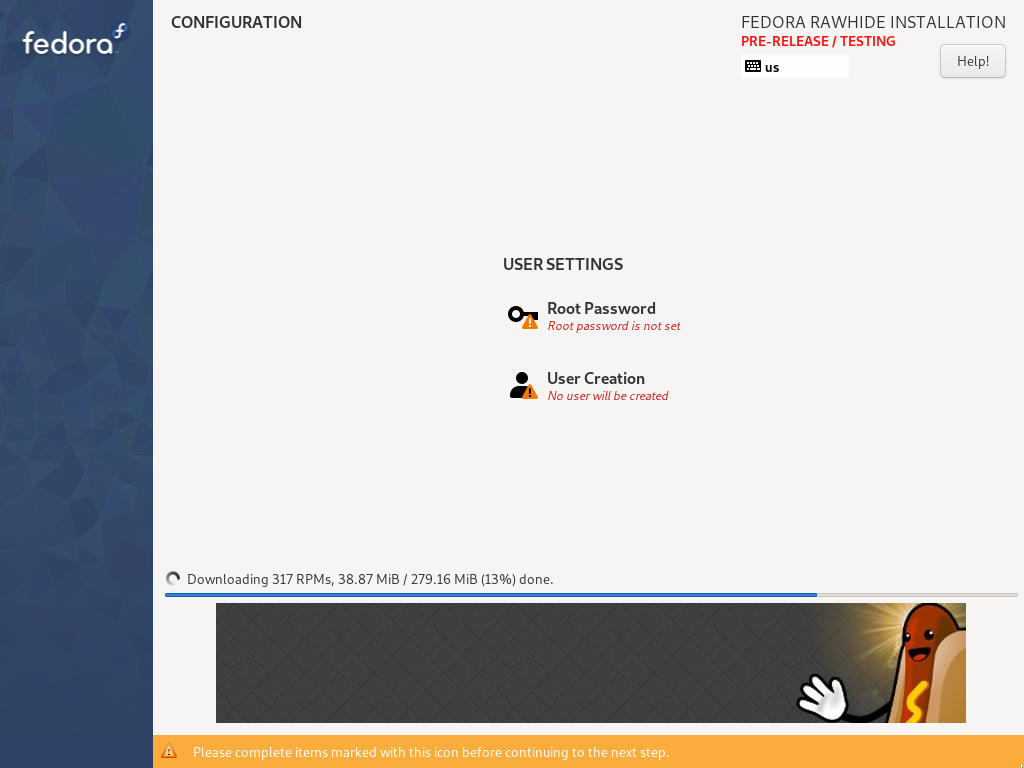 fedora
CONFIGURATION
FEDORA RAWHIDE INSTALLATION
PRE-RELEASE / TESTING
us
Help!
USER SETTINGS
Root Password
Root password is not set
User Creation
No user will be created
Downloading 317 RPMs, 38.87 MiB / 279.16 MiB (13%) done.
Please complete items marked with this icon before continuing to the next step.